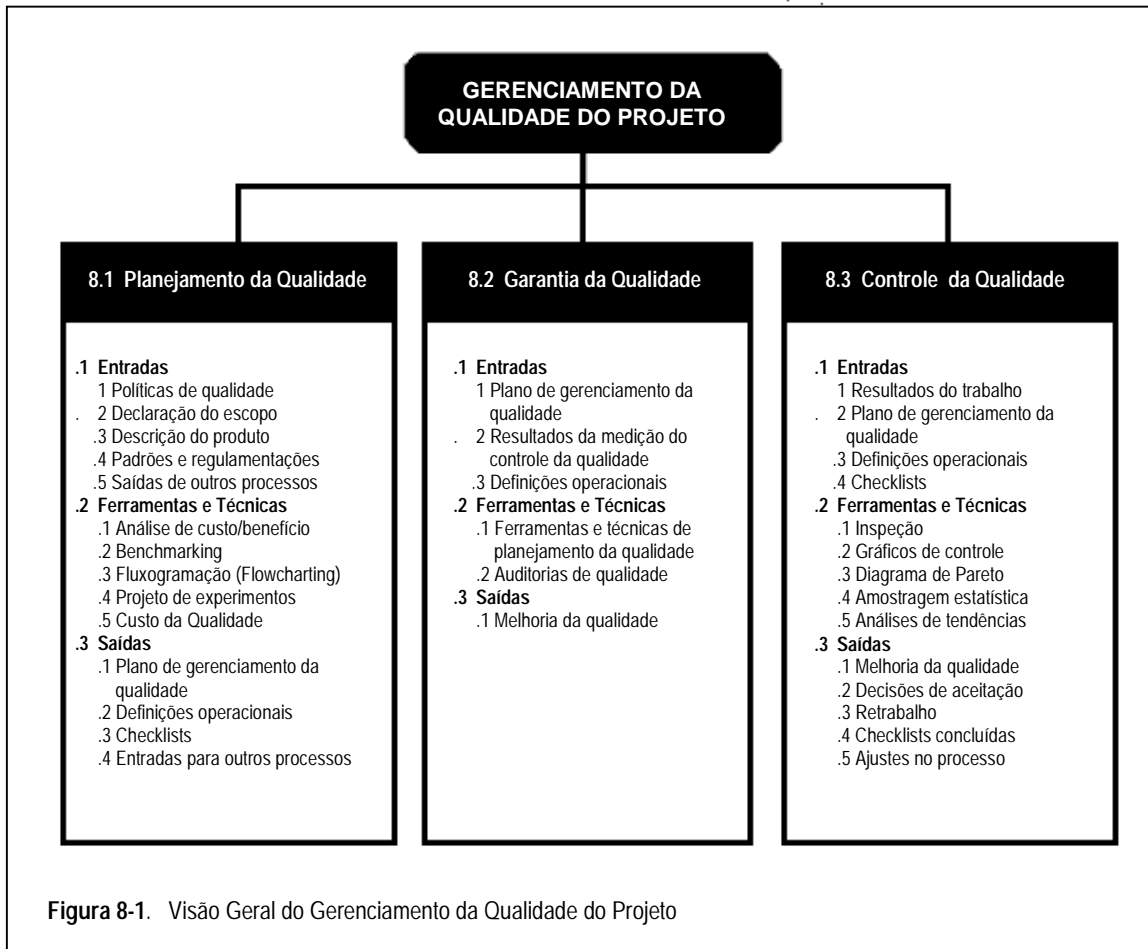 GERENCIAMENTO DA
QUALIDADE DO PROJETO
8.1 Planejamento da Qualidade
.1 Entradas
1 Políticas de qualidade
. 2 Declaração do escopo
.3 Descrição do produto
.4 Padrões e regulamentações
.5 Saídas de outros processos
.2 Ferramentas e Técnicas
.1 Análise de custo/benefício
.2 Benchmarking
.3 Fluxogramação (Flowcharting)
.4 Projeto de experimentos
.5 Custo da Qualidade
.3 Saídas
.1 Plano de gerenciamento da
qualidade
.2 Definições operacionais
.3 Checklists
.4 Entradas para outros processos
8.2 Garantia da Qualidade
.1 Entradas
1 Plano de gerenciamento da
qualidade
. 2 Resultados da medição do
controle da qualidade
.3 Definições operacionais
.2 Ferramentas e Técnicas
.1 Ferramentas e técnicas de
planejamento da qualidade
.2 Auditorias de qualidade
.3 Saídas
.1 Melhoria da qualidade
8.3 Controle da Qualidade
.1 Entradas
1 Resultados do trabalho
. 2 Plano de gerenciamento da
qualidade
.3 Definições operacionais
.4 Checklists
.2 Ferramentas e Técnicas
.1 Inspeção
.2 Gráficos de controle
.3 Diagrama de Pareto
.4 Amostragem estatística
.5 Análises de tendências
.3 Saídas
.1 Melhoria da qualidade
.2 Decisões de aceitação
.3 Retrabalho
.4 Checklists concluídas
.5 Ajustes no processo
Figura 8-1. Visão Geral do Gerenciamento da Qualidade do Projeto